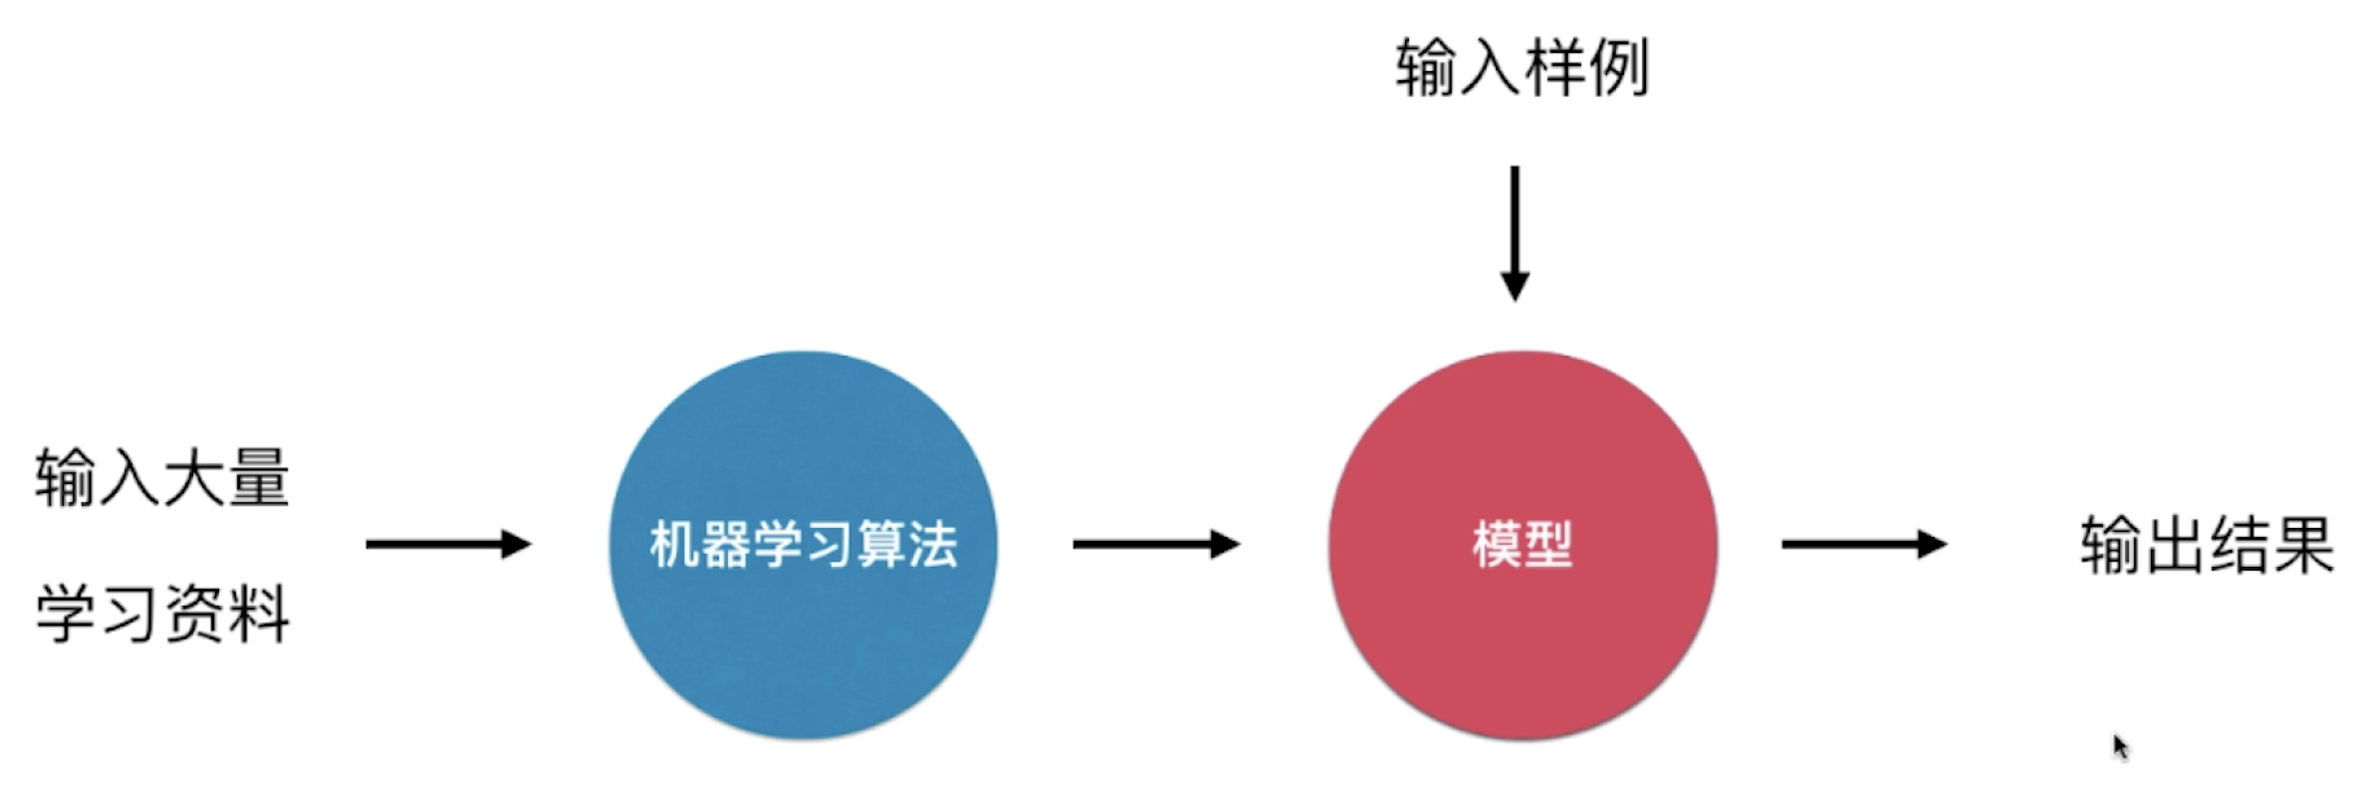 输入样例
输入大量
学习资料
机器学习算法
模型
输出结果